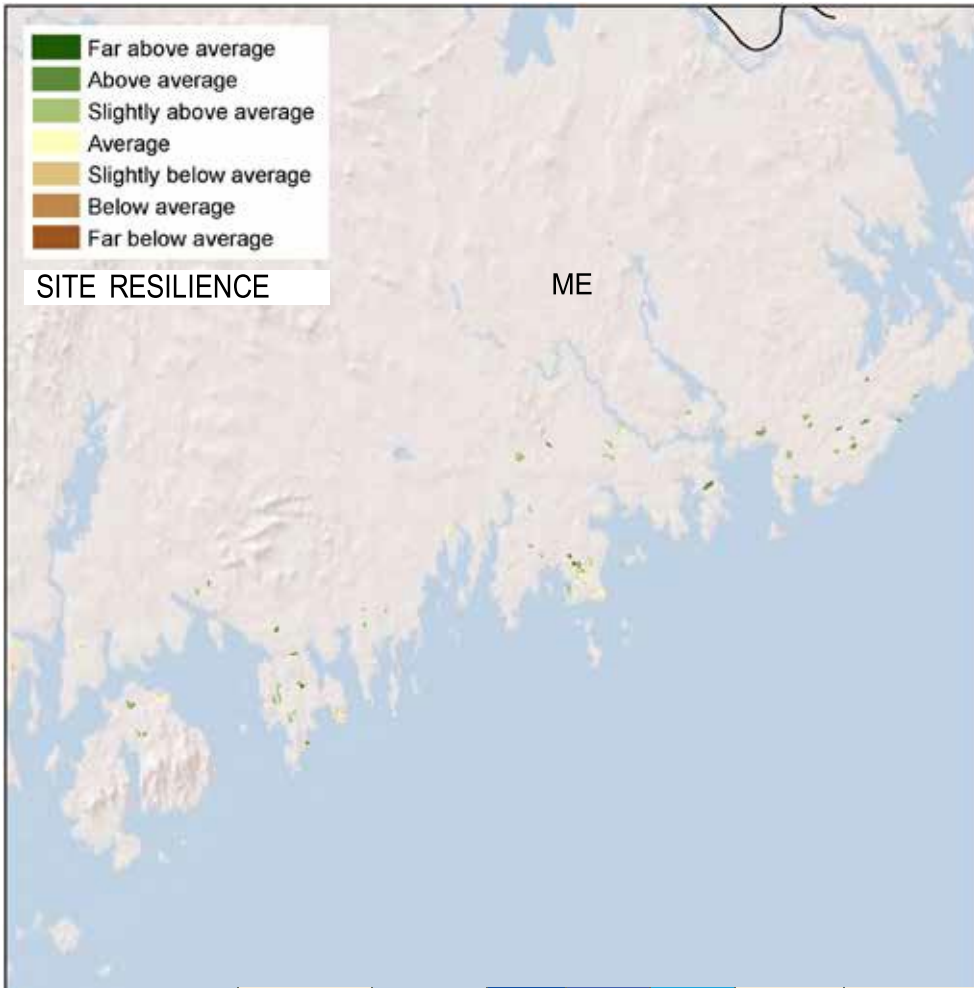 Far above average
Above average
Slightly above average
Average
Slightly below average
Below average
Far below average
SITE RESILIENCE
ME